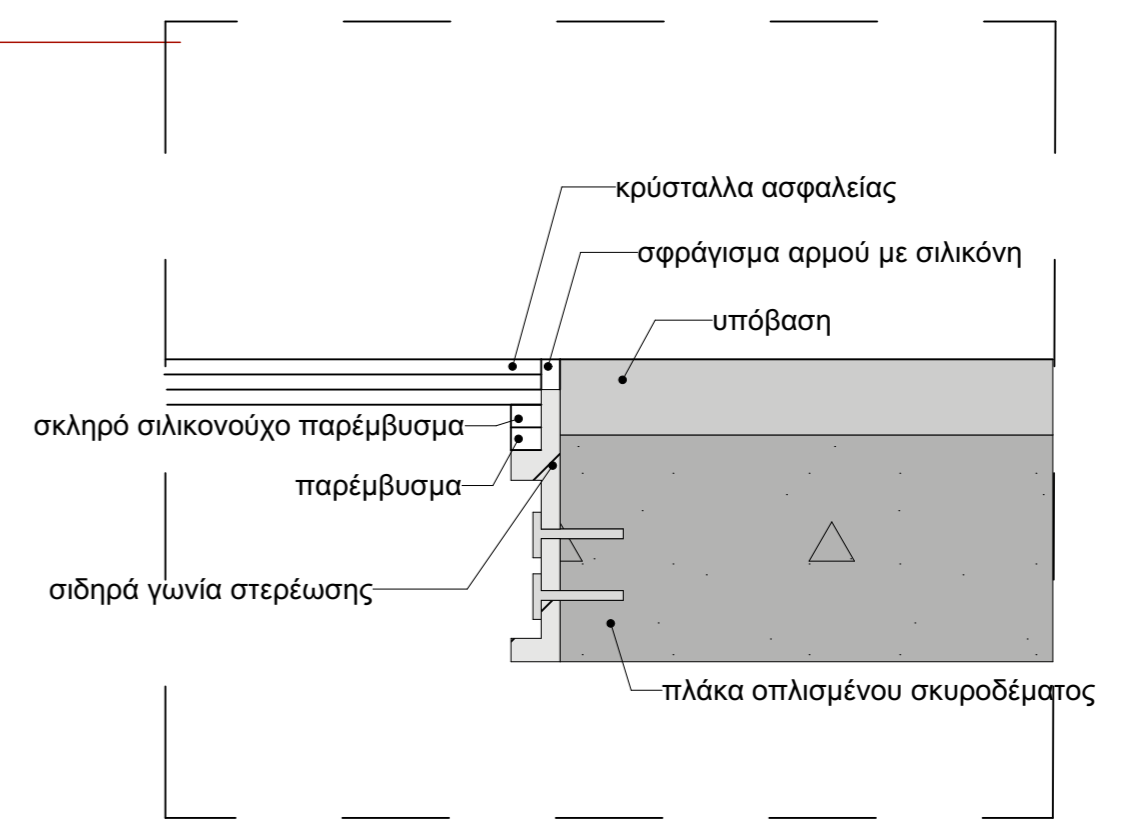 κρύσταλλα ασφαλείας
σφράγισμα αρμού με σιλικόνη
υπόβαση
σκληρό σιλικονούχο παρέμβυσμα
παρέμβυσμα
σιδηρά γωνία στερέωσης
πλάκα οπλισμένου σκυροδέματος